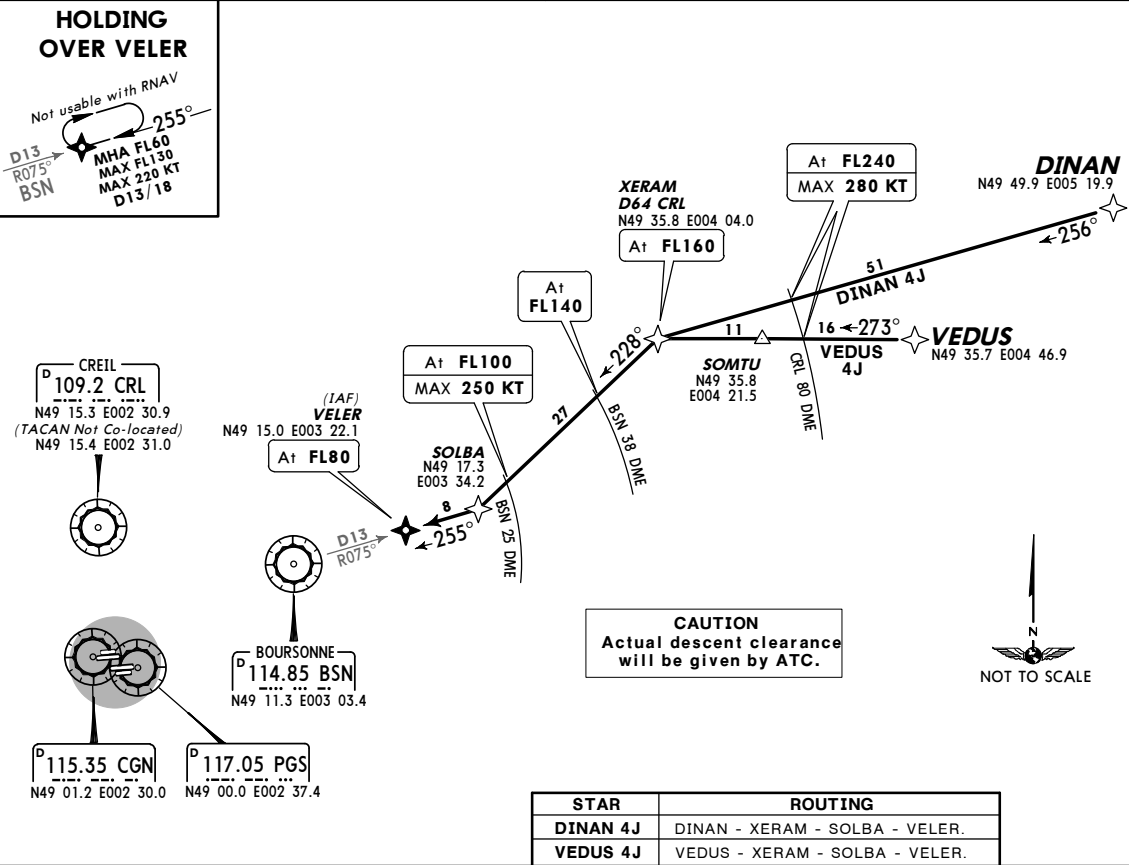 HOLDING
OVER VELER
Not usable with RNAV
255°
D13
R075°
BSN
MHA FL60
MAX FL130
MAX 220 KT
D13/18
At FL240
MAX 280 KT
DINAN
N49 49.9 E005 19.9
256°
XERAM
D64 CRL
N49 35.8 E004 04.0
At FL160
51
DINAN 4J
At
FL140
228°
11
16
273°
VEDUS
N49 35.7 E004 46.9
VEDUS
4J
SOMTU
N49 35.8
E004 21.5
CRL 80 DME
At FL100
MAX 250 KT
27
BSN 38 DME
CREIL
D 109.2 CRL
N49 15.3 E002 30.9
(TACAN Not Co-located)
N49 15.4 E002 31.0
(IAF)
VELER
N49 15.0 E003 22.1
At FL80
SOLBA
N49 17.3
E003 34.2
8
255°
BSN 25 DME
D13
R075°
BOURSONNE
D 114.85 BSN
N49 11.3 E003 03.4
CAUTION
Actual descent clearance
will be given by ATC.
N
NOT TO SCALE
D 115.35 CGN
N49 01.2 E002 30.0
D 117.05 PGS
N49 00.0 E002 37.4
STAR ROUTING
DINAN 4J DINAN - XERAM - SOLBA - VELER.
VEDUS 4J VEDUS - XERAM - SOLBA - VELER.